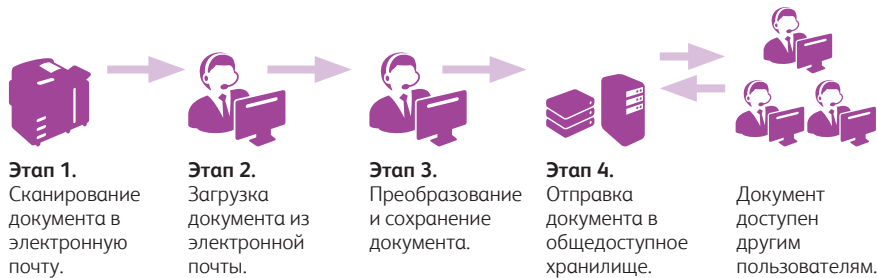 Этап 1.
Сканирование
документа в
электронную
почту.
Этап 2.
Загрузка
документа из
электронной
почты.
Этап 3.
Преобразование
и сохранение
документа.
Этап 4.
Отправка
документа в
общедоступное
хранилище.
Документ
доступен
другим
пользователям.